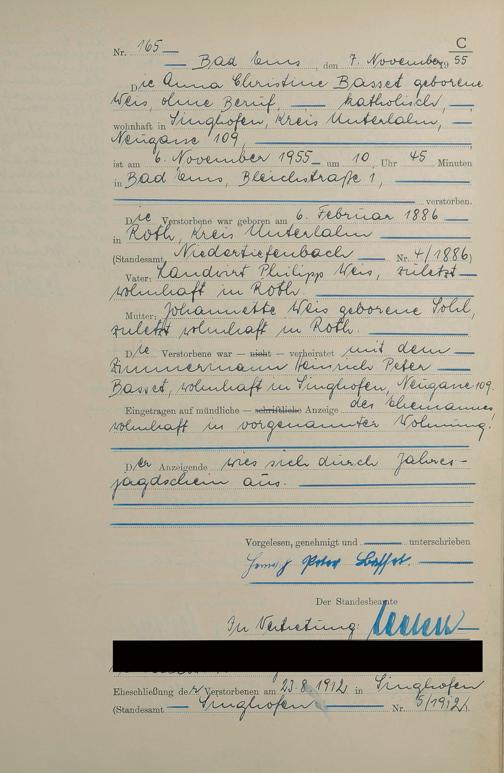 C
Nr. 165
Bad Ems, den 7. November 1955
Die Anna Christine Basset geborene
Weis, ohne Beruf, katholisch,
wohnhaft in Singhofen, Kreis Unterlahn,
Neugasse 109,
ist am 6. November 1955 um 10 Uhr 45 Minuten
in Bad Ems, Bleichstraße 1,
verstorben.
Die Verstorbene war geboren am 6. Februar 1886
in Roth, Kreis Unterlahn
(Standesamt Niedertiefenbach Nr. 4/1886)
Vater: Landwirt Philipp Weis, zuletzt
wohnhaft in Roth.
Mutter: Johannette Weis geborene
zuletzt wohnhaft in Roth.
Die Verstorbene war — nicht — verheiratet mit dem
Zimmermann Heinrich Peter
Basset, wohnhaft in Singhofen, Neugasse 109.
Eingetragen auf mündliche — schriftliche Anzeige des Ehemannes
wohnhaft in vorgenannter Wohnung!
Der Anzeigende wies sich durch Jahres-
jagdschein aus.
Vorgelesen, genehmigt und unterschrieben
Peter Basset.
Der Standesbeamte
In Vertretung:
Eheschließung der Verstorbenen am 23.8.1912 in Singhofen
(Standesamt Singhofen Nr. 5/1912).